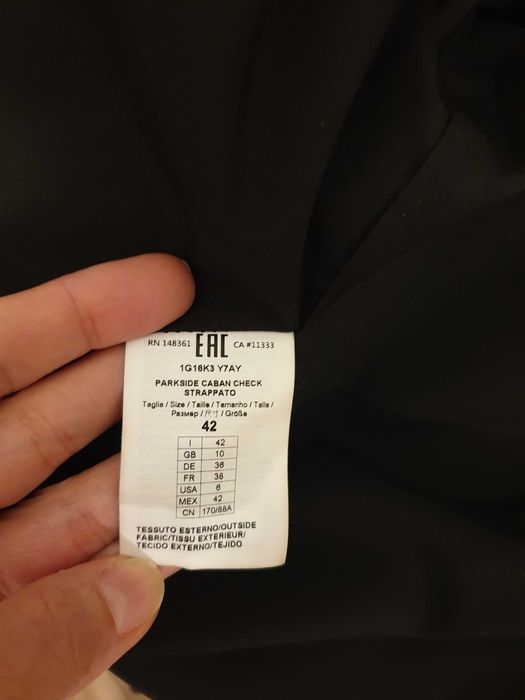 RN 148361 EAC CA #11333
1G16K3 Y7AY
PARKSIDE CABAN CHECK
STRAPPATO
Taglia / Size / Taille / Tamanho / Talla /
Размер / 尺寸 / Größe
42
I 42
GB 10
DE 36
FR 38
USA 6
MEX 42
CN 170/88A
TESSUTO ESTERNO/OUTSIDE
FABRIC/TISSU EXTERIEUR/
TECIDO EXTERNO/TEJIDO